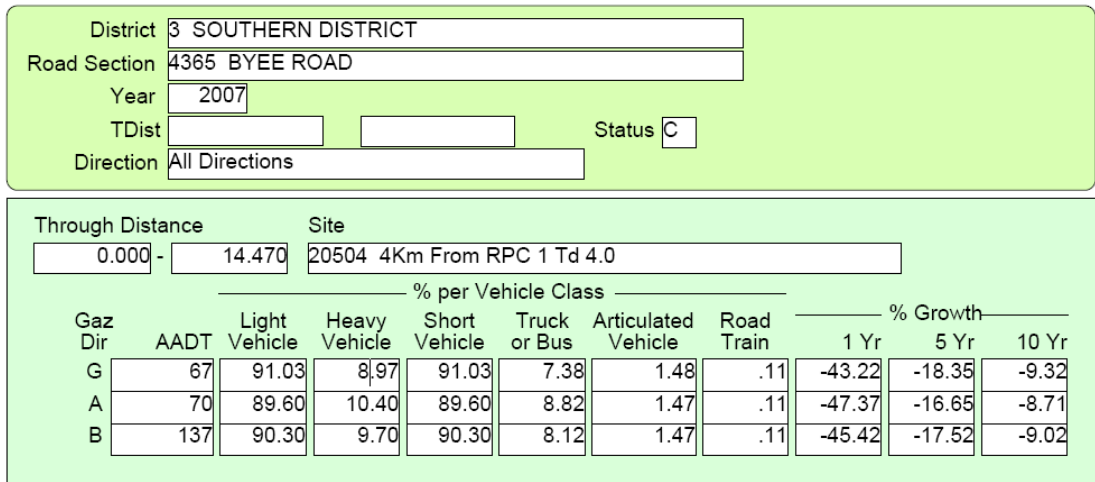 District 3 SOUTHERN DISTRICT
Road Section 4365 BYEE ROAD
Year 2007
TDist Status C
Direction All Directions
Through Distance Site
0.000 - 14.470 20504 4Km From RPC 1 Td 4.0
% per Vehicle Class
% Growth
Gaz Light Heavy Short Truck Articulated Road
Dir AADT Vehicle Vehicle Vehicle or Bus Vehicle Train 1 Yr 5 Yr 10 Yr
G 67 91.03 8.97 91.03 7.38 1.48 .11 -43.22 -18.35 -9.32
A 70 89.60 10.40 89.60 8.82 1.47 .11 -47.37 -16.65 -8.71
B 137 90.30 9.70 90.30 8.12 1.47 .11 -45.42 -17.52 -9.02